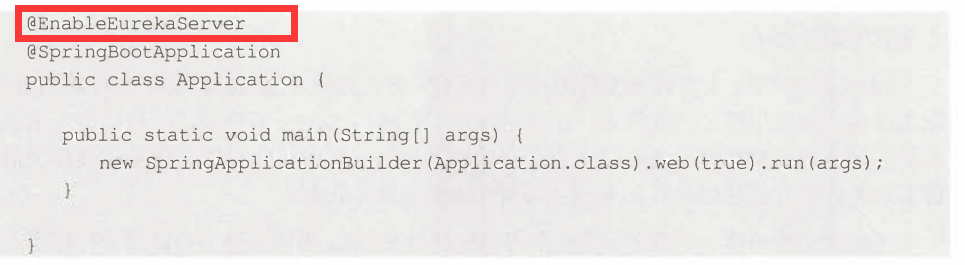 @EnableEurekaServer
@SpringBootApplication
public class Application {
public static void main(String[] args) {
new SpringApplicationBuilder(Application.class).web(true).run(args);
}
}